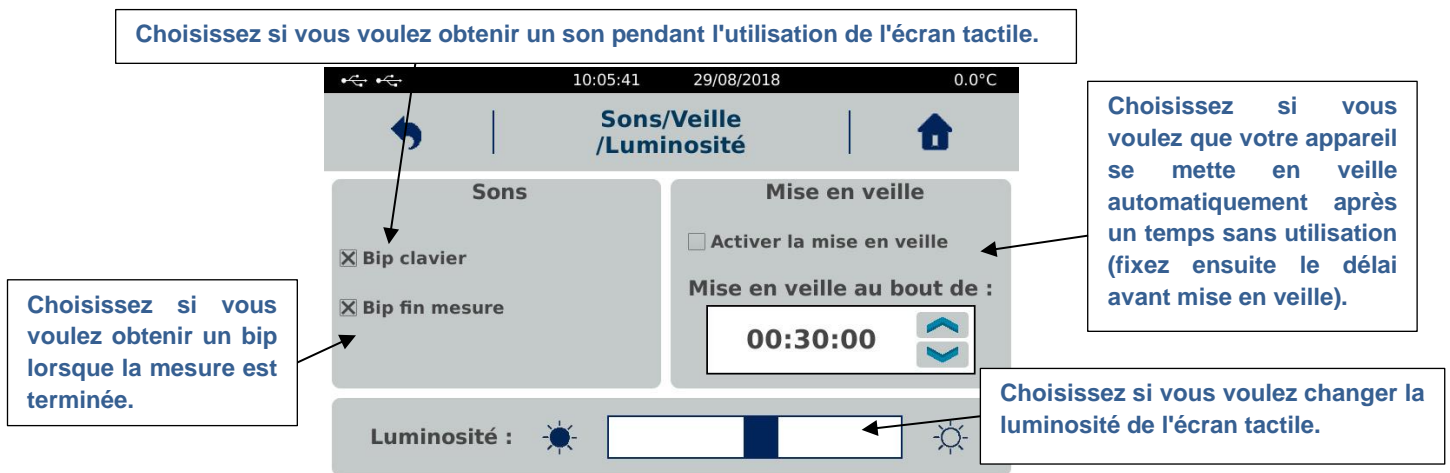 Choisissez si vous voulez obtenir un son pendant l'utilisation de l'écran tactile.
10:05:41 29/08/2018 0.0°C
Sons/Veille
/Luminosité
Sons
Bip clavier
Bip fin mesure
Mise en veille
Activer la mise en veille
Mise en veille au bout de :
00:30:00
Luminosité :
Choisissez si vous
voulez que votre appareil
se mette en veille
automatiquement après
un temps sans utilisation
(fixez ensuite le délai
avant mise en veille).
Choisissez si vous
voulez obtenir un bip
lorsque la mesure est
terminée.
Choisissez si vous voulez changer la
luminosité de l'écran tactile.